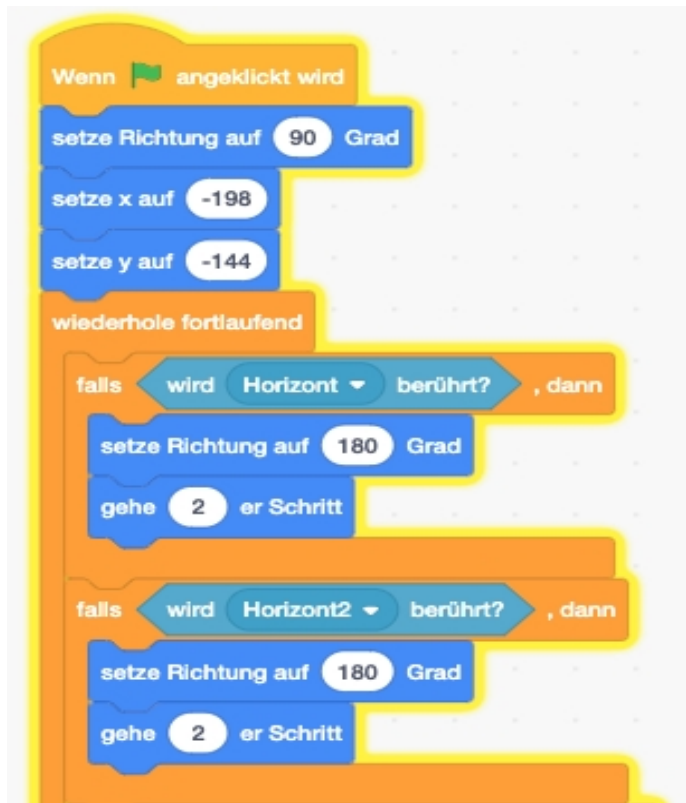 Wenn angeklickt wird
setze Richtung auf 90 Grad
setze x auf -198
setze y auf -144
wiederhole fortlaufend
falls wird Horizont berührt? , dann
setze Richtung auf 180 Grad
gehe 2 er Schritt
falls wird Horizont2 berührt? , dann
setze Richtung auf 180 Grad
gehe 2 er Schritt